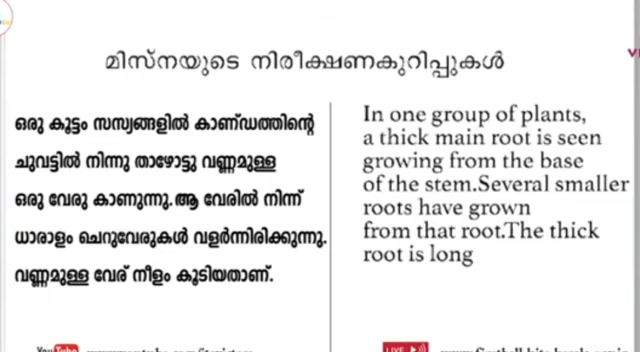 മിസ്നയുടെ നിരീക്ഷണകുറിപ്പുകൾ
ഒരു കൂട്ടം സസ്യങ്ങളിൽ കാണ്ഡത്തിന്റെ
ചുവട്ടിൽ നിന്നു താഴോട്ടു വണ്ണമുള്ള
ഒരു വേരു കാണുന്നു.ആ വേരിൽ നിന്ന്
ധാരാളം ചെറുവേരുകൾ വളർന്നിരിക്കുന്നു.
വണ്ണമുള്ള വേര് നീളം കൂടിയതാണ്.
In one group of plants,
a thick main root is seen
growing from the base
of the stem.Several smaller
roots have grown
from that root.The thick
root is long
YouTube
LIVE